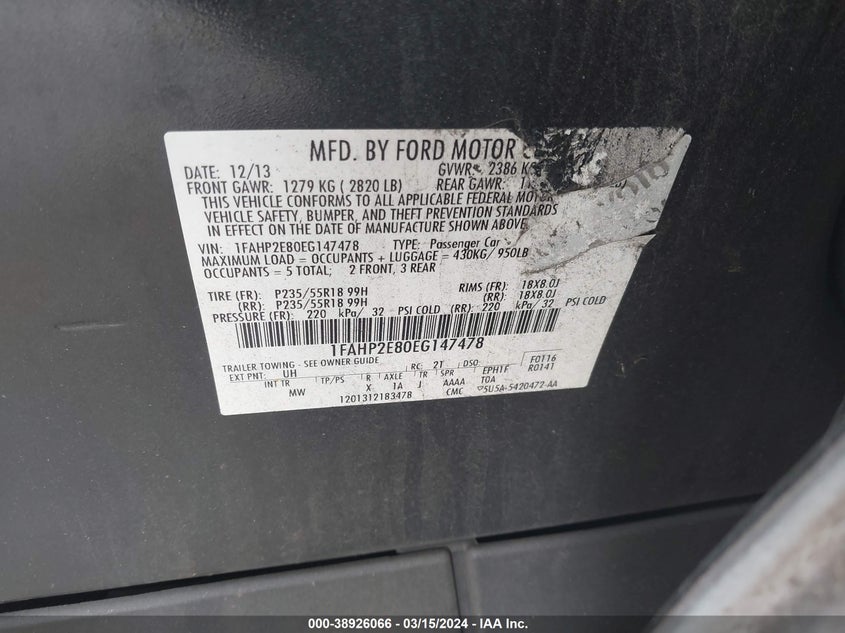 MFD. BY FORD MOTOR
DATE: 12/13 GVWR: 2386 K
FRONT GAWR: 1279 KG ( 2820 LB) REAR GAWR:
THIS VEHICLE CONFORMS TO ALL APPLICABLE FEDERAL MOTOR
VEHICLE SAFETY, BUMPER, AND THEFT PREVENTION STANDARDS
IN EFFECT ON THE DATE OF MANUFACTURE SHOWN ABOVE.
VIN: 1FAHP2E80EG147478 TYPE: Passenger Car
MAXIMUM LOAD = OCCUPANTS + LUGGAGE = 430KG/ 950LB
OCCUPANTS = 5 TOTAL; 2 FRONT, 3 REAR
TIRE (FR): P235/55R18 99H RIMS (FR): 18X8.0J
(RR): P235/55R18 99H (RR): 18X8.0J
PRESSURE (FR): 220 kPa/ 32 PSI COLD (RR): 220 kPa/ 32 PSI COLD
1FAHP2E80EG147478
TRAILER TOWING - SEE OWNER GUIDE
EXT PNT: UH RC: 2T DSO: F0116
INT TR TP/PS R AXLE TR SPR EPH1F R0141
MW X 1A J AAAA TOA
1201312183478 CMC 5U5A-5420472-AA
000-38926066 - 03/15/2024 - IAA Inc.